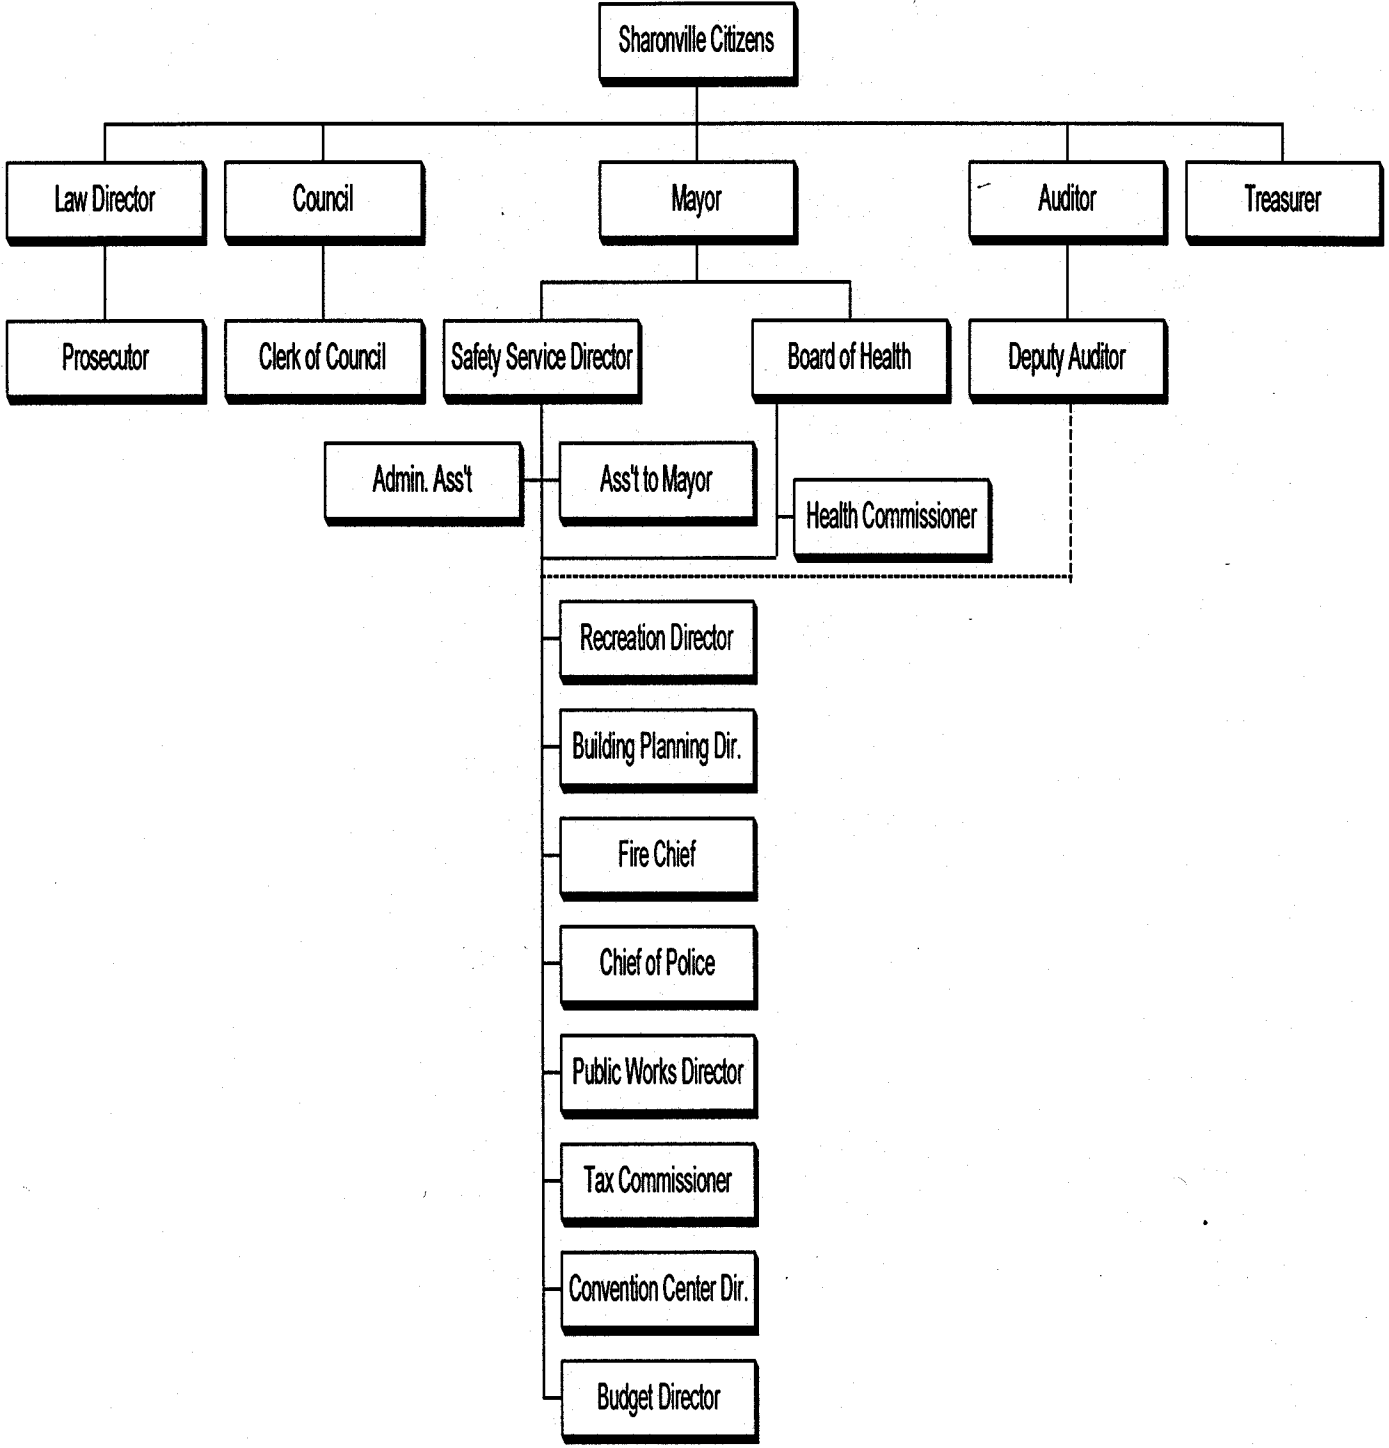 Sharonville Citizens
Law Director
Council
Mayor
Auditor
Treasurer
Prosecutor
Clerk of Council
Safety Service Director
Board of Health
Deputy Auditor
Admin. Ass't
Ass't to Mayor
Health Commissioner
Recreation Director
Building Planning Dir.
Fire Chief
Chief of Police
Public Works Director
Tax Commissioner
Convention Center Dir.
Budget Director